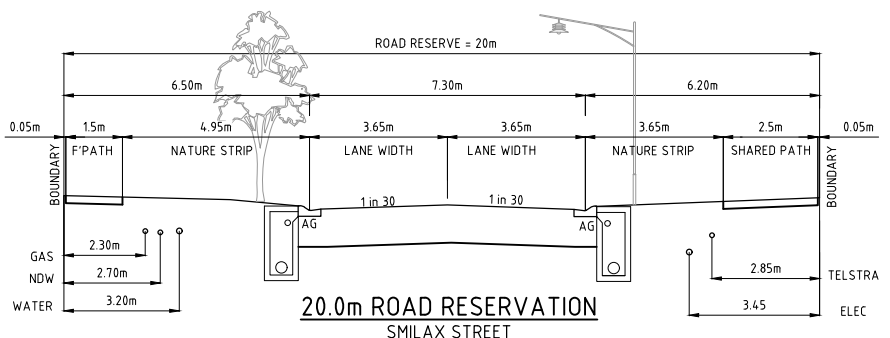 ROAD RESERVE = 20m
6.50m 7.30m 6.20m
0.05m 1.5m 4.95m 3.65m 3.65m 3.65m 2.5m 0.05m
BOUNDARY F'PATH NATURE STRIP LANE WIDTH LANE WIDTH NATURE STRIP SHARED PATH BOUNDARY
1 in 30 1 in 30
AG AG
GAS 2.30m
NDW 2.70m 2.85m TELSTRA
WATER 3.20m 3.45 ELEC
20.0m ROAD RESERVATION
SMILAX STREET